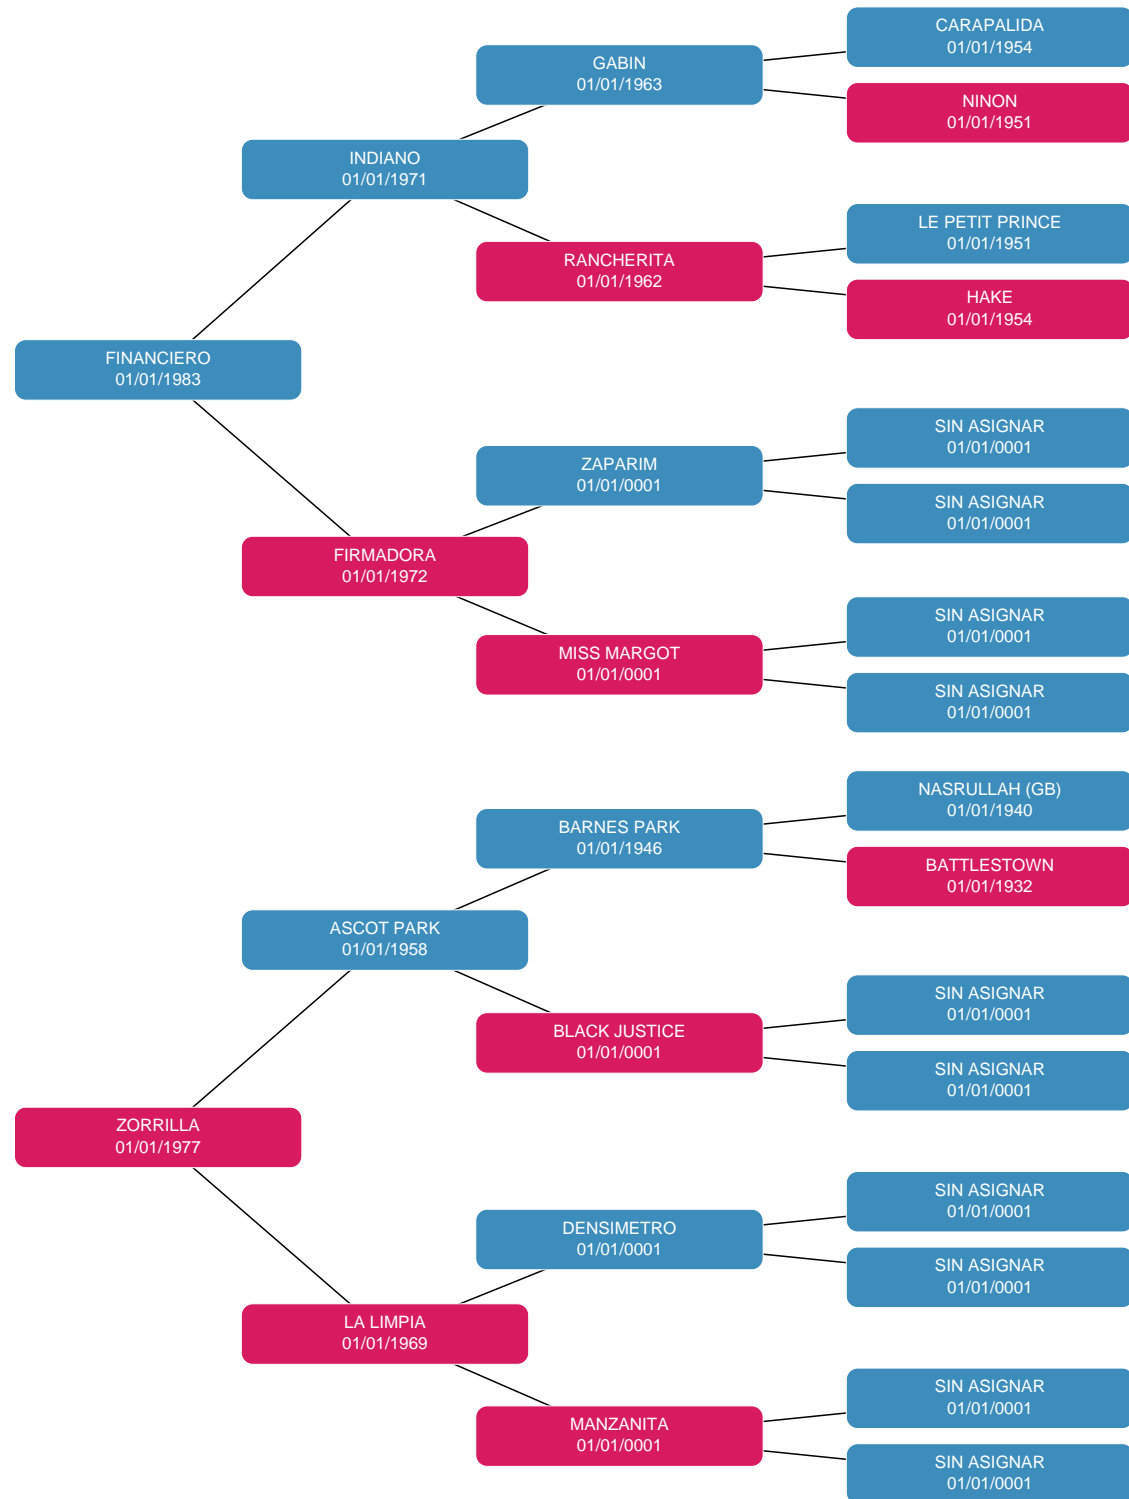 CARAPALIDA
01/01/1954
GABIN
01/01/1963
NINON
01/01/1951
INDIANO
01/01/1971
LE PETIT PRINCE
01/01/1951
RANCHERITA
01/01/1962
HAKE
01/01/1954
FINANCIERO
01/01/1983
SIN ASIGNAR
01/01/0001
ZAPARIM
01/01/0001
SIN ASIGNAR
01/01/0001
FIRMADORA
01/01/1972
SIN ASIGNAR
01/01/0001
MISS MARGOT
01/01/0001
SIN ASIGNAR
01/01/0001
NASRULLAH (GB)
01/01/1940
BARNES PARK
01/01/1946
BATTLESTOWN
01/01/1932
ASCOT PARK
01/01/1958
SIN ASIGNAR
01/01/0001
BLACK JUSTICE
01/01/0001
SIN ASIGNAR
01/01/0001
ZORRILLA
01/01/1977
SIN ASIGNAR
01/01/0001
DENSIMETRO
01/01/0001
SIN ASIGNAR
01/01/0001
LA LIMPIA
01/01/1969
SIN ASIGNAR
01/01/0001
MANZANITA
01/01/0001
SIN ASIGNAR
01/01/0001